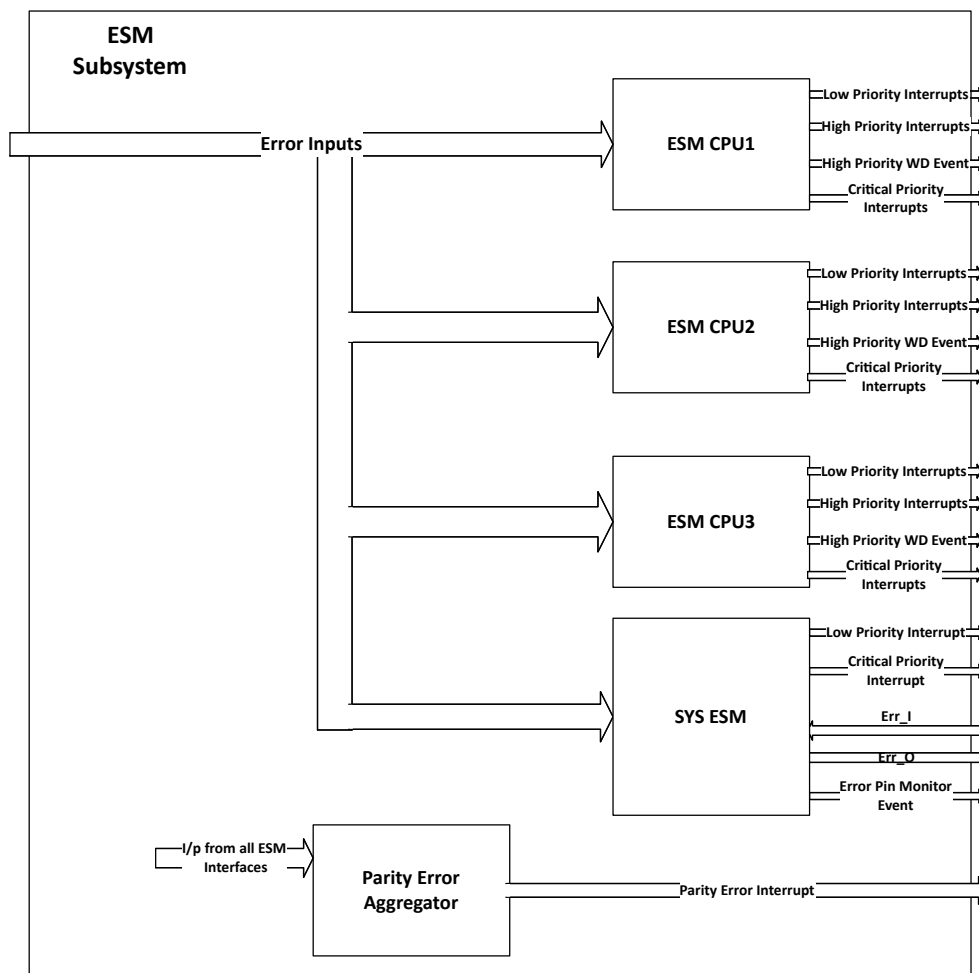 ESM
Subsystem
Error Inputs
ESM CPU1
Low Priority Interrupts
High Priority Interrupts
High Priority WD Event
Critical Priority
Interrupts
ESM CPU2
Low Priority Interrupts
High Priority Interrupts
High Priority WD Event
Critical Priority
Interrupts
ESM CPU3
Low Priority Interrupts
High Priority Interrupts
High Priority WD Event
Critical Priority
Interrupts
SYS ESM
Low Priority Interrupt
Critical Priority
Interrupt
Err_I
Err_O
Error Pin Monitor
Event
I/p from all ESM
Interfaces
Parity Error
Aggregator
Parity Error Interrupt